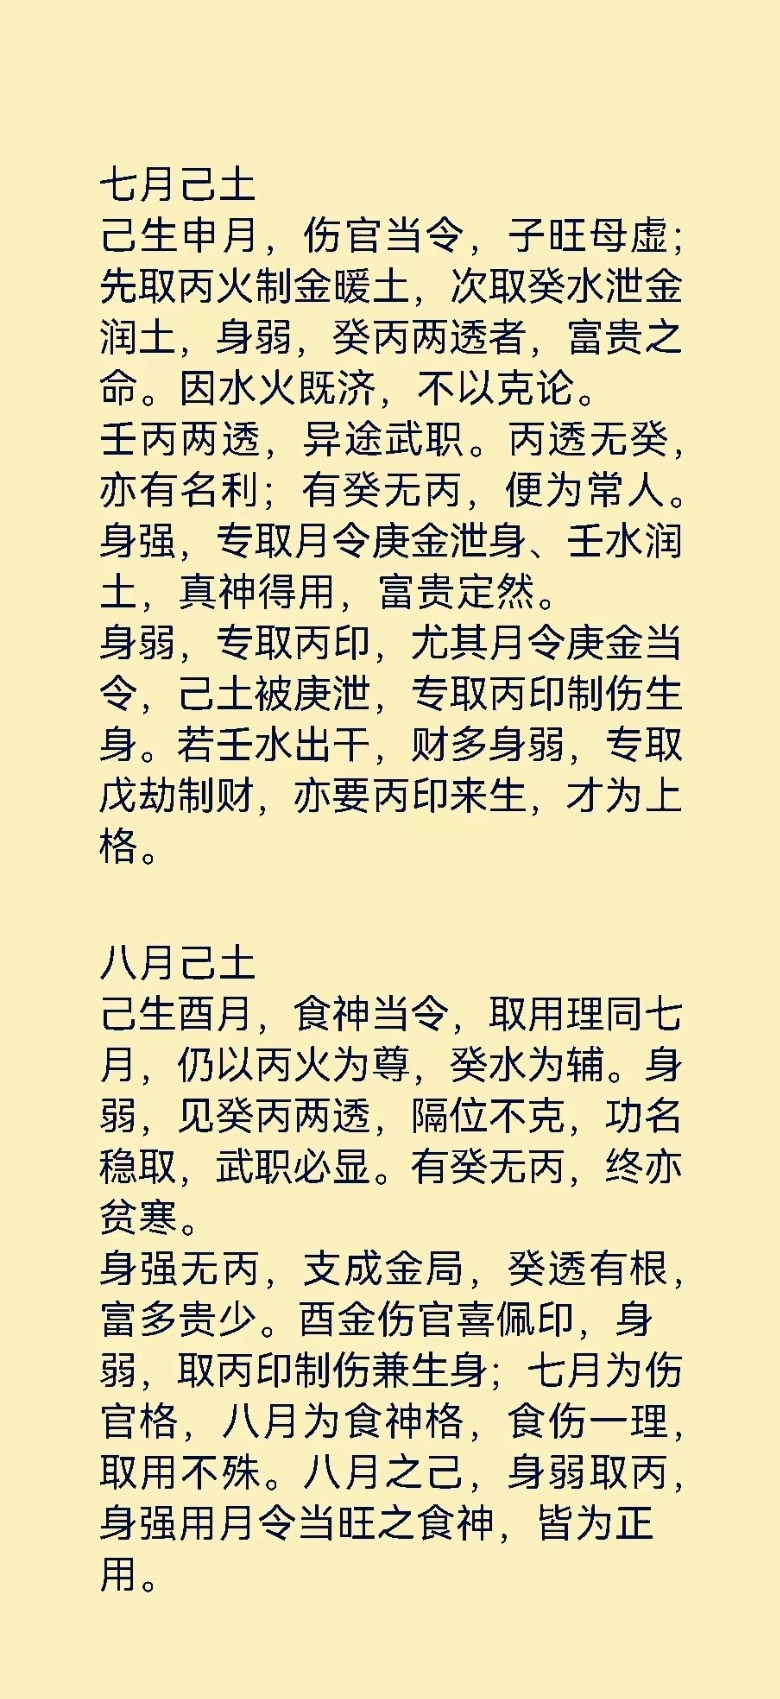 七月己土
己生申月，伤官当令，子旺母虚；
先取丙火制金暖土，次取癸水泄金
润土，身弱，癸丙两透者，富贵之
命。因水火既济，不以克论。
壬丙两透，异途武职。丙透无癸，
亦有名利；有癸无丙，便为常人。
身强，专取月令庚金泄身、壬水润
土，真神得用，富贵定然。
身弱，专取丙印，尤其月令庚金当
令，己土被庚泄，专取丙印制伤生
身。若壬水出干，财多身弱，专取
戊劫制财，亦要丙印来生，才为上
格。
八月己土
己生酉月，食神当令，取用理同七
月，仍以丙火为尊，癸水为辅。身
弱，见癸丙两透，隔位不克，功名
稳取，武职必显。有癸无丙，终亦
贫寒。
身强无丙，支成金局，癸透有根，
富多贵少。酉金伤官喜佩印，身
弱，取丙印制伤兼生身；七月为伤
官格，八月为食神格，食伤一理，
取用不殊。八月之己，身弱取丙，
身强用月令当旺之食神，皆为正
用。